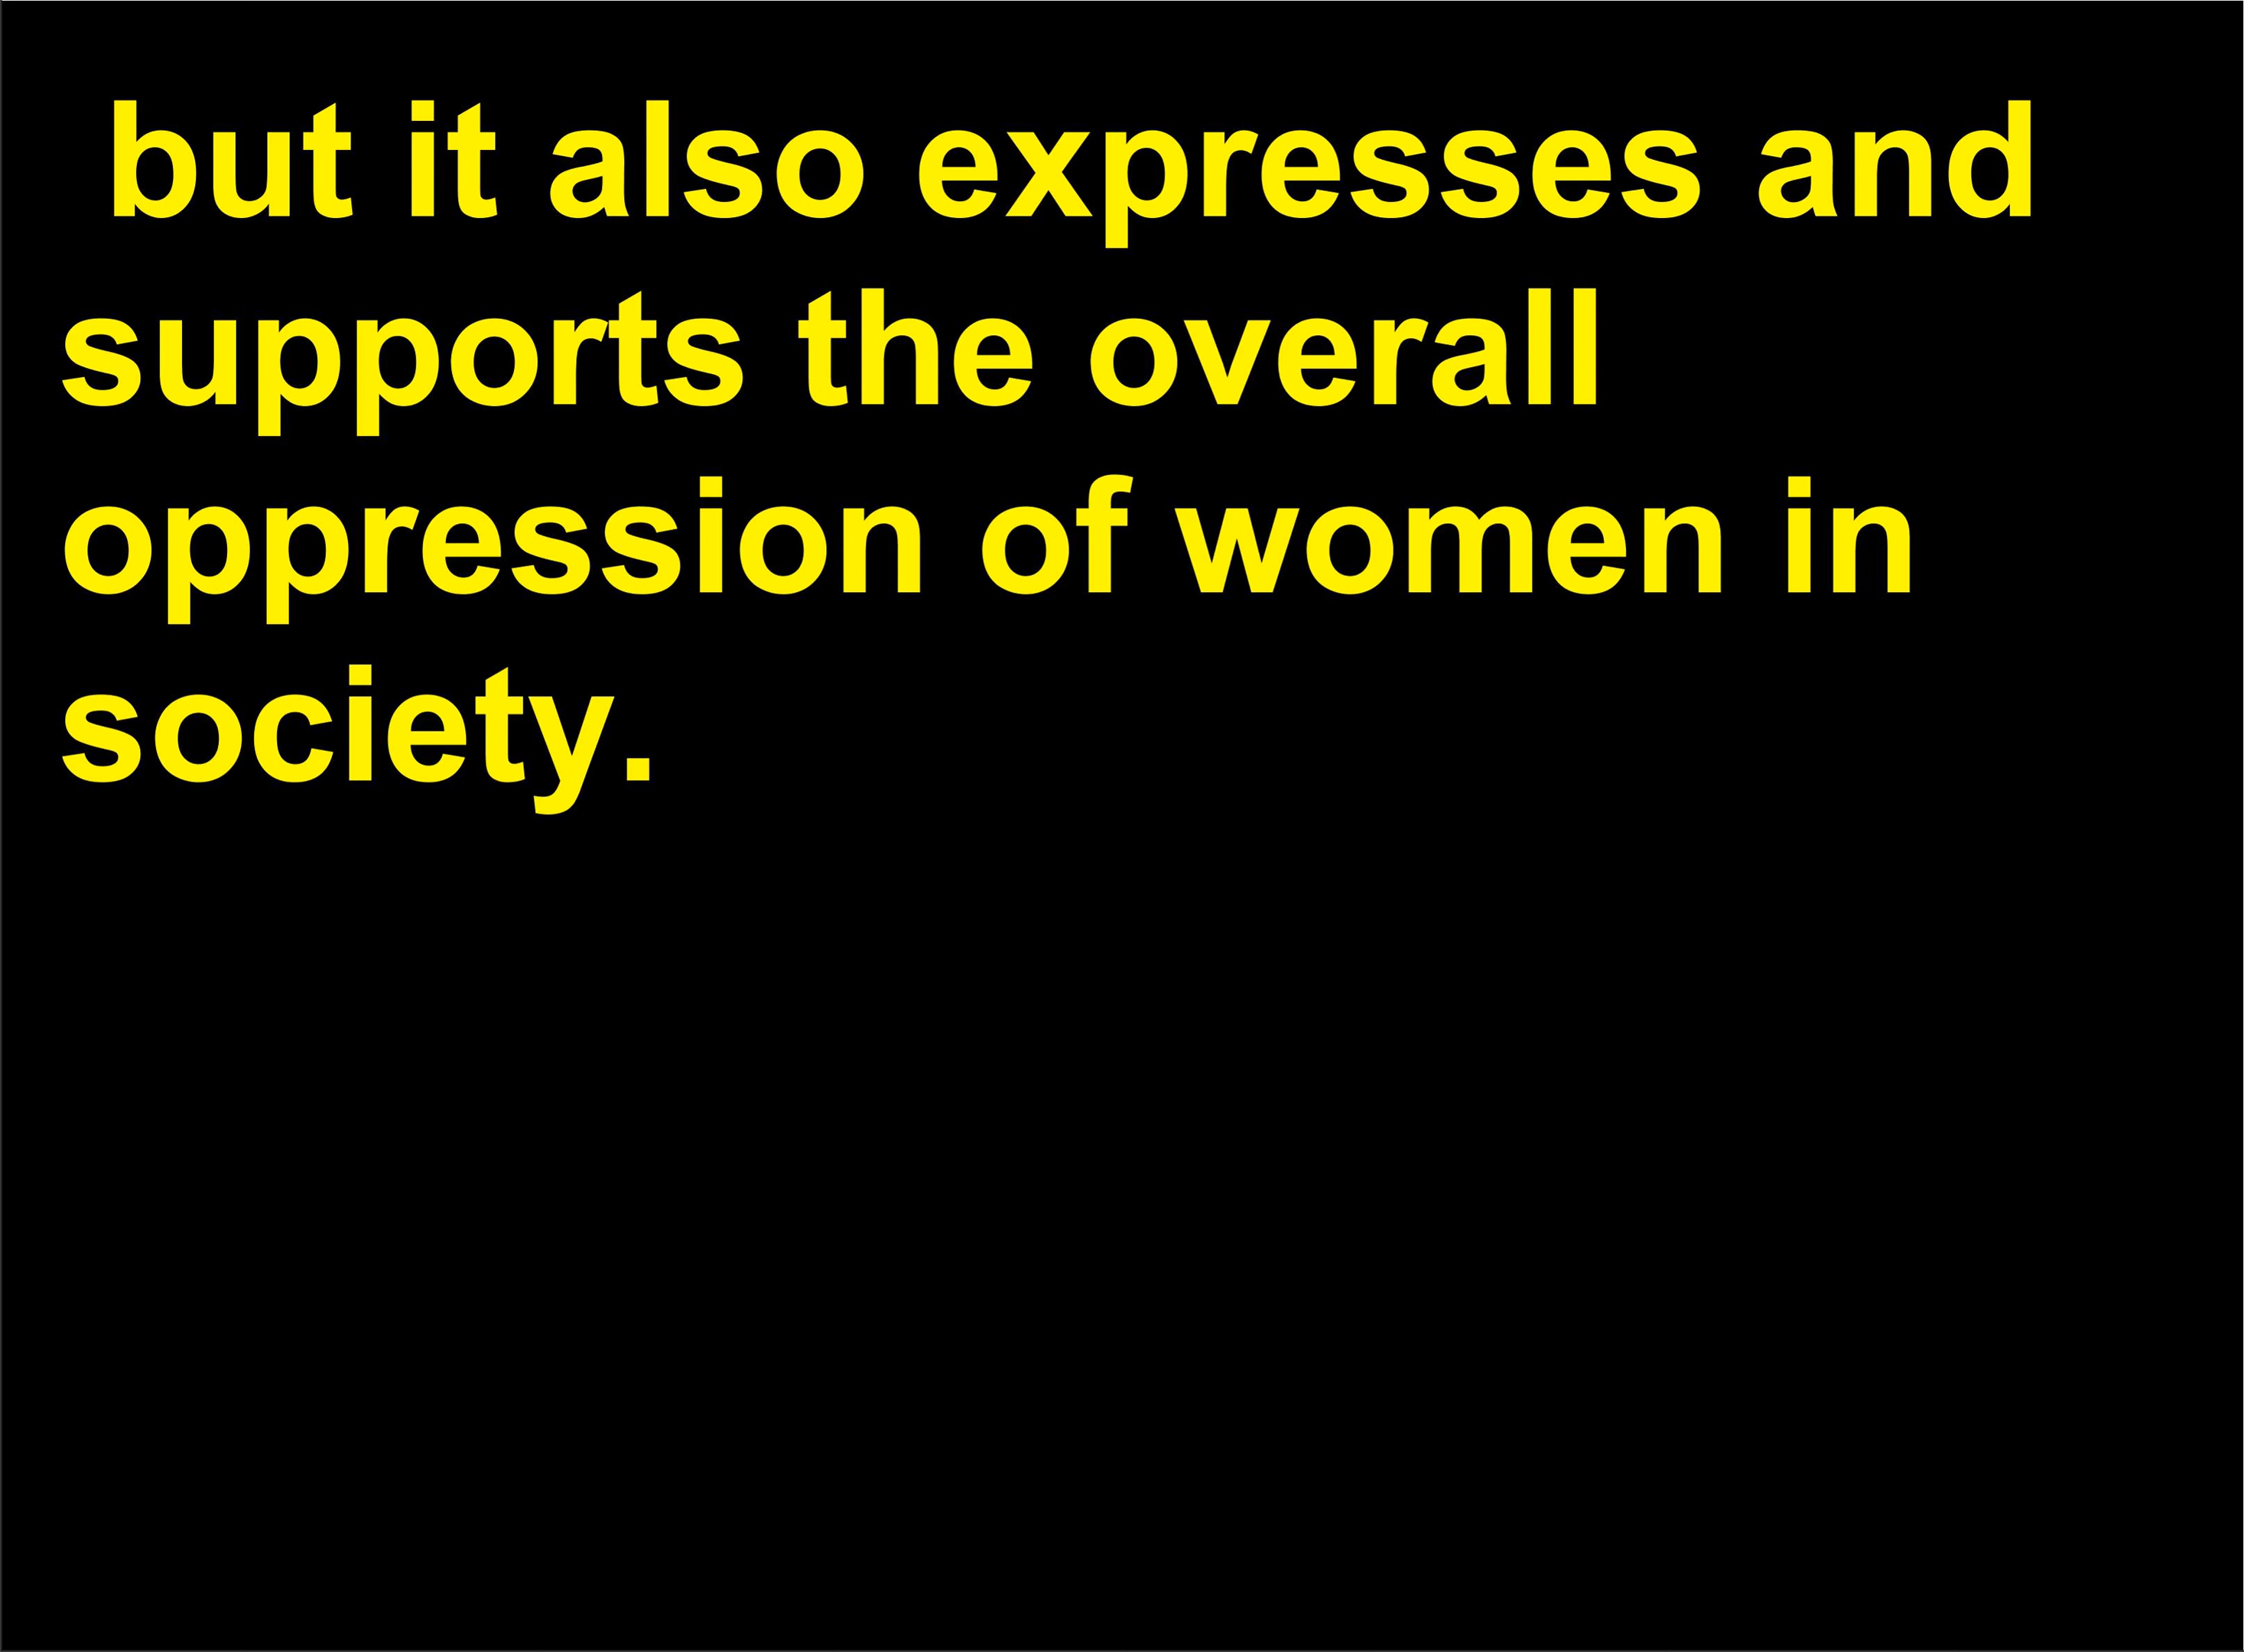 but it also expresses and
supports the overall
oppression of women in
society.